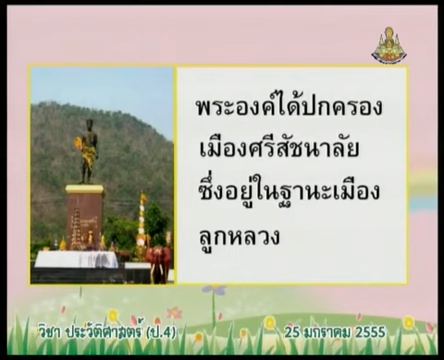 พระองค์ได้ปกครอง
เมืองศรีสัชนาลัย
ซึ่งอยู่ในฐานะเมือง
ลูกหลวง
วิชา ประวัติศาสตร์ (ป.4) 25 มกราคม 2555